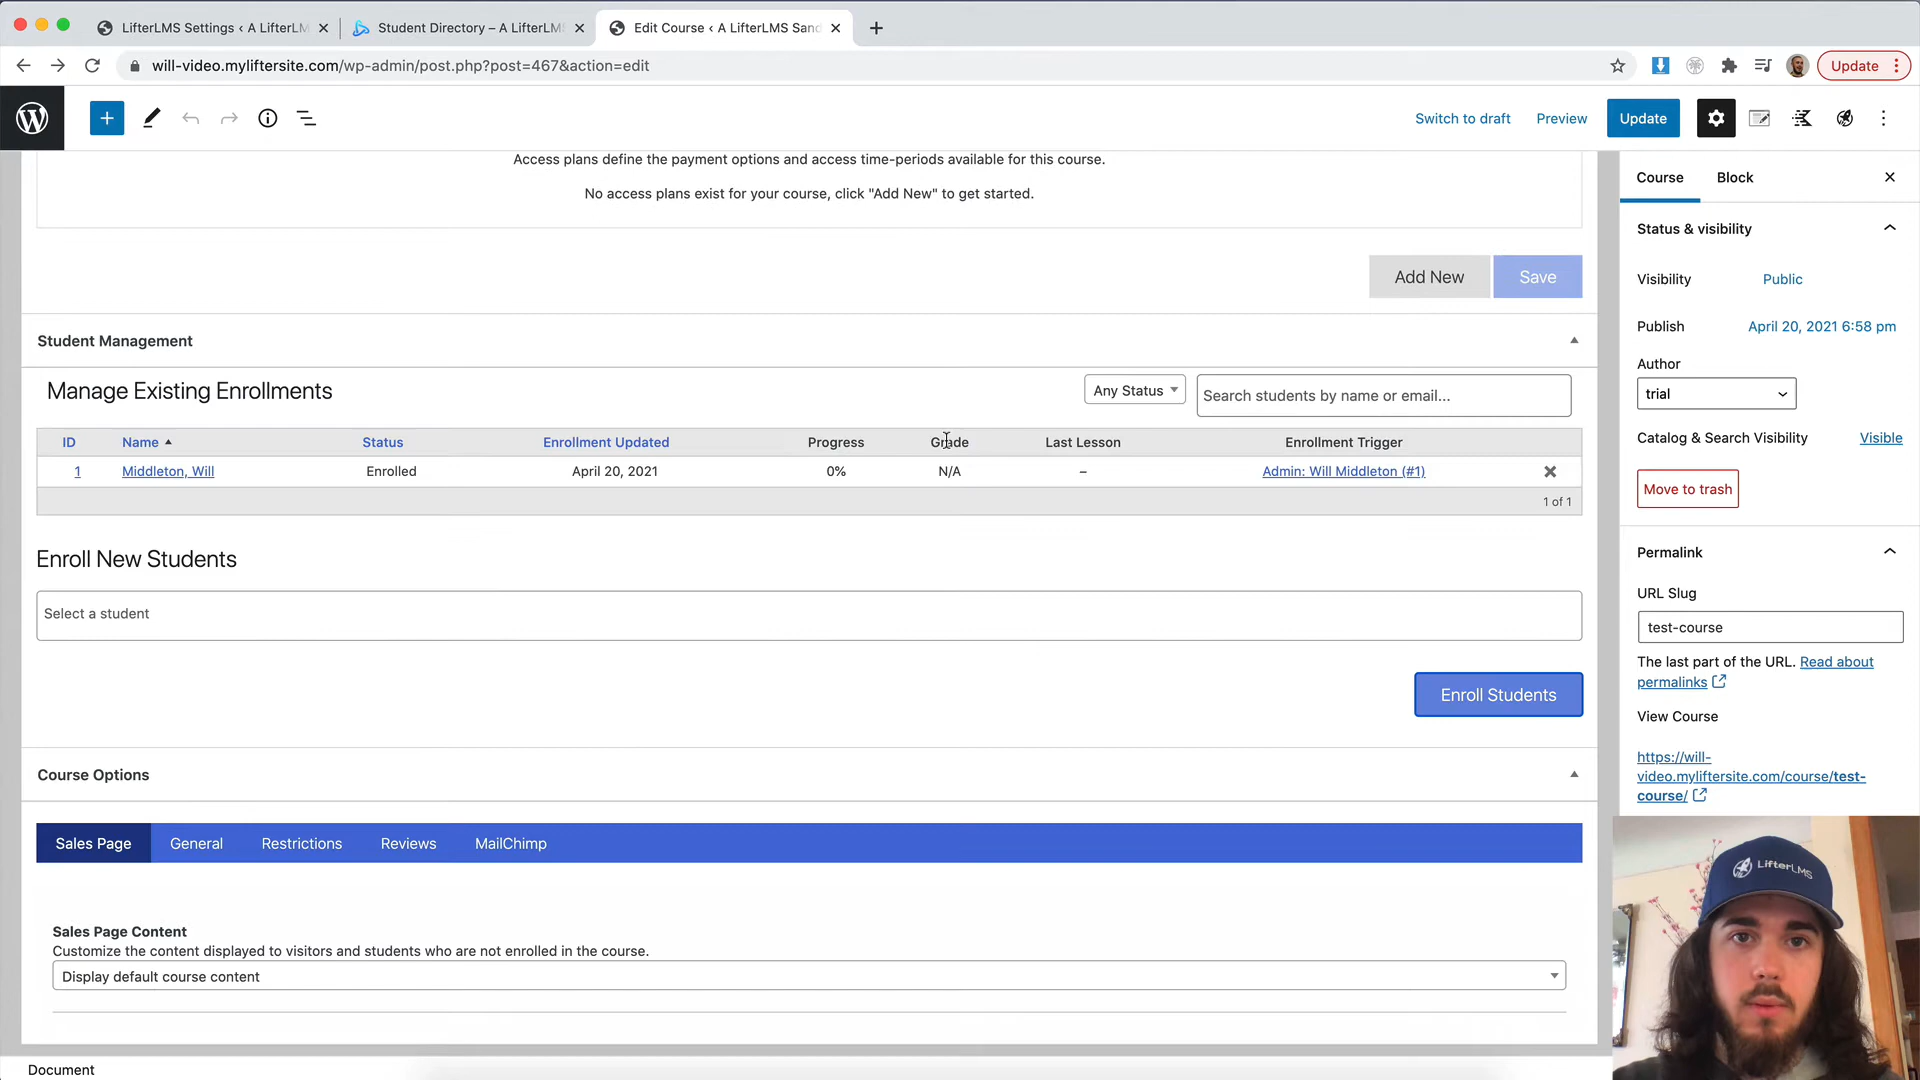 LifterLMS Settings ‹ A LifterLM
Student Directory – A LifterLM
Edit Course ‹ A LifterLMS Sand
will-video.myliftersite.com/wp-admin/post.php?post=467&action=edit
Update
Switch to draft
Preview
Update
Access plans define the payment options and access time-periods available for this course.
No access plans exist for your course, click "Add New" to get started.
Add New
Save
Student Management
Manage Existing Enrollments
Any Status
Search students by name or email...
ID Name Status Enrollment Updated Progress Grade Last Lesson Enrollment Trigger
1 Middleton, Will Enrolled April 20, 2021 0% N/A – Admin: Will Middleton (#1)
1 of 1
Enroll New Students
Select a student
Enroll Students
Course Options
Sales Page General Restrictions Reviews MailChimp
Sales Page Content
Customize the content displayed to visitors and students who are not enrolled in the course.
Display default course content
Document
Course Block
Status & visibility
Visibility Public
Publish April 20, 2021 6:58 pm
Author
trial
Catalog & Search Visibility Visible
Move to trash
Permalink
URL Slug
test-course
The last part of the URL. Read about
permalinks
View Course
https://will-
video.myliftersite.com/course/test-
course/
LifterLMS